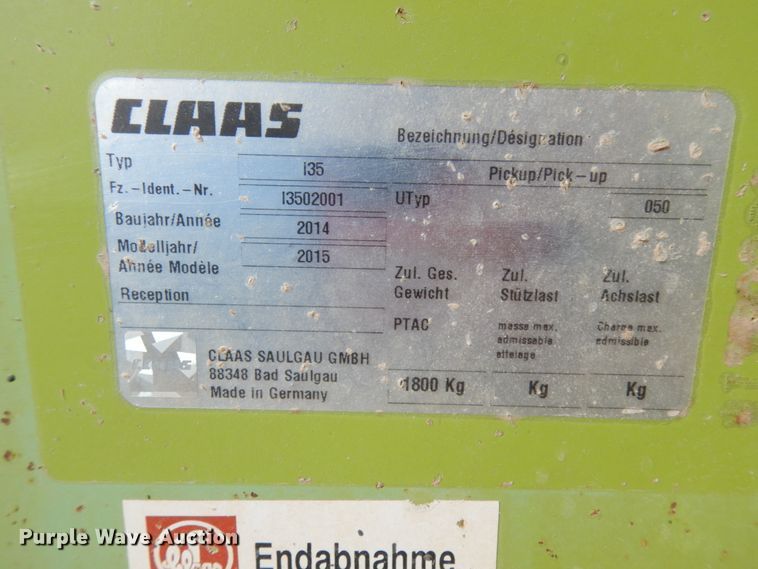 CLAAS
Bezeichnung/Désignation
Typ I35 Pickup/Pick-up
Fz.-Ident.-Nr. I3502001 UTyp 050
Baujahr/Année 2014
Modelljahr/ 2015
Année Modèle
Zul. Ges. Zul. Zul.
Gewicht Stützlast Achslast
Reception
PTAC masse max. Charge max.
admissable admissible
attelage
CLAAS
CLAAS SAULGAU GMBH
88348 Bad Saulgau
Made in Germany
1800 Kg Kg Kg
Endabnahme
Purple Wave Auction